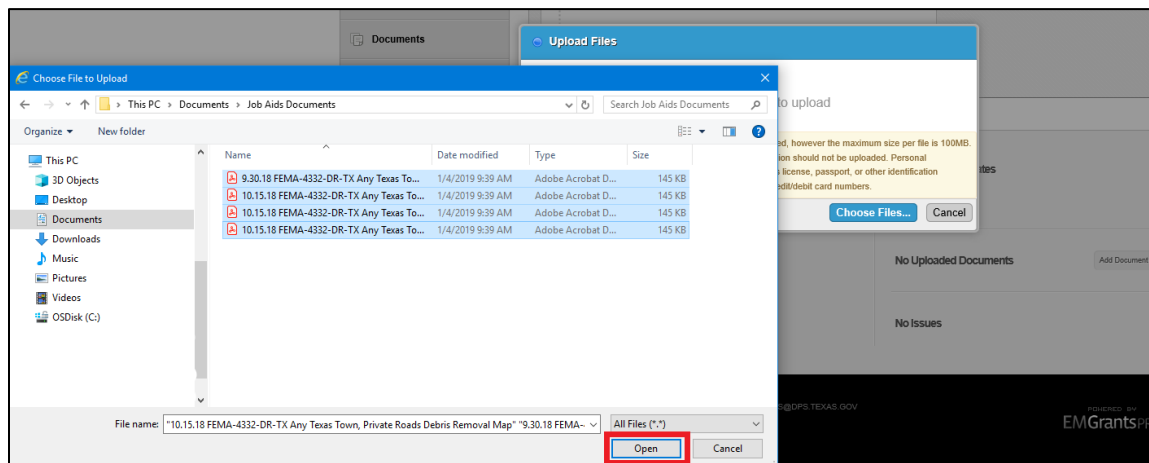 Documents
Upload Files
Choose File to Upload
This PC > Documents > Job Aids Documents
Search Job Aids Documents
to upload
Organize
New folder
ed, however the maximum size per file is 100MB.
ion should not be uploaded. Personal
license, passport, or other identification
edit/debit card numbers.
Choose Files...
Cancel
This PC
3D Objects
Desktop
Documents
Downloads
Music
Pictures
Videos
OSDisk (C:)
Name Date modified Type Size
9.30.18 FEMA-4332-DR-TX Any Texas To... 1/4/2019 9:39 AM Adobe Acrobat D... 145 KB
10.15.18 FEMA-4332-DR-TX Any Texas To... 1/4/2019 9:39 AM Adobe Acrobat D... 145 KB
10.15.18 FEMA-4332-DR-TX Any Texas To... 1/4/2019 9:39 AM Adobe Acrobat D... 145 KB
10.15.18 FEMA-4332-DR-TX Any Texas To... 1/4/2019 9:39 AM Adobe Acrobat D... 145 KB
No Uploaded Documents
Add Document
No Issues
S@DPS.TEXAS.GOV
POWERED BY
EMGrantsPR
File name: "10.15.18 FEMA-4332-DR-TX Any Texas Town, Private Roads Debris Removal Map" "9.30.18 FEMA-
All Files (*.*)
Open
Cancel